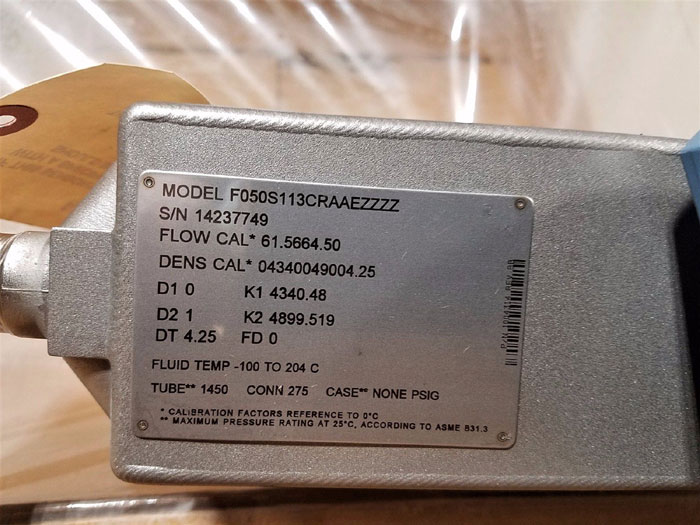 MODEL F050S113CRAAEZZZZ
S/N 14237749
FLOW CAL* 61.5664.50
DENS CAL* 04340049004.25
D1 0 K1 4340.48
D2 1 K2 4899.519
DT 4.25 FD 0
FLUID TEMP -100 TO 204 C
TUBE** 1450 CONN 275 CASE** NONE PSIG
* CALIBRATION FACTORS REFERENCE TO 0°C
** MAXIMUM PRESSURE RATING AT 25°C, ACCORDING TO ASME B31.3